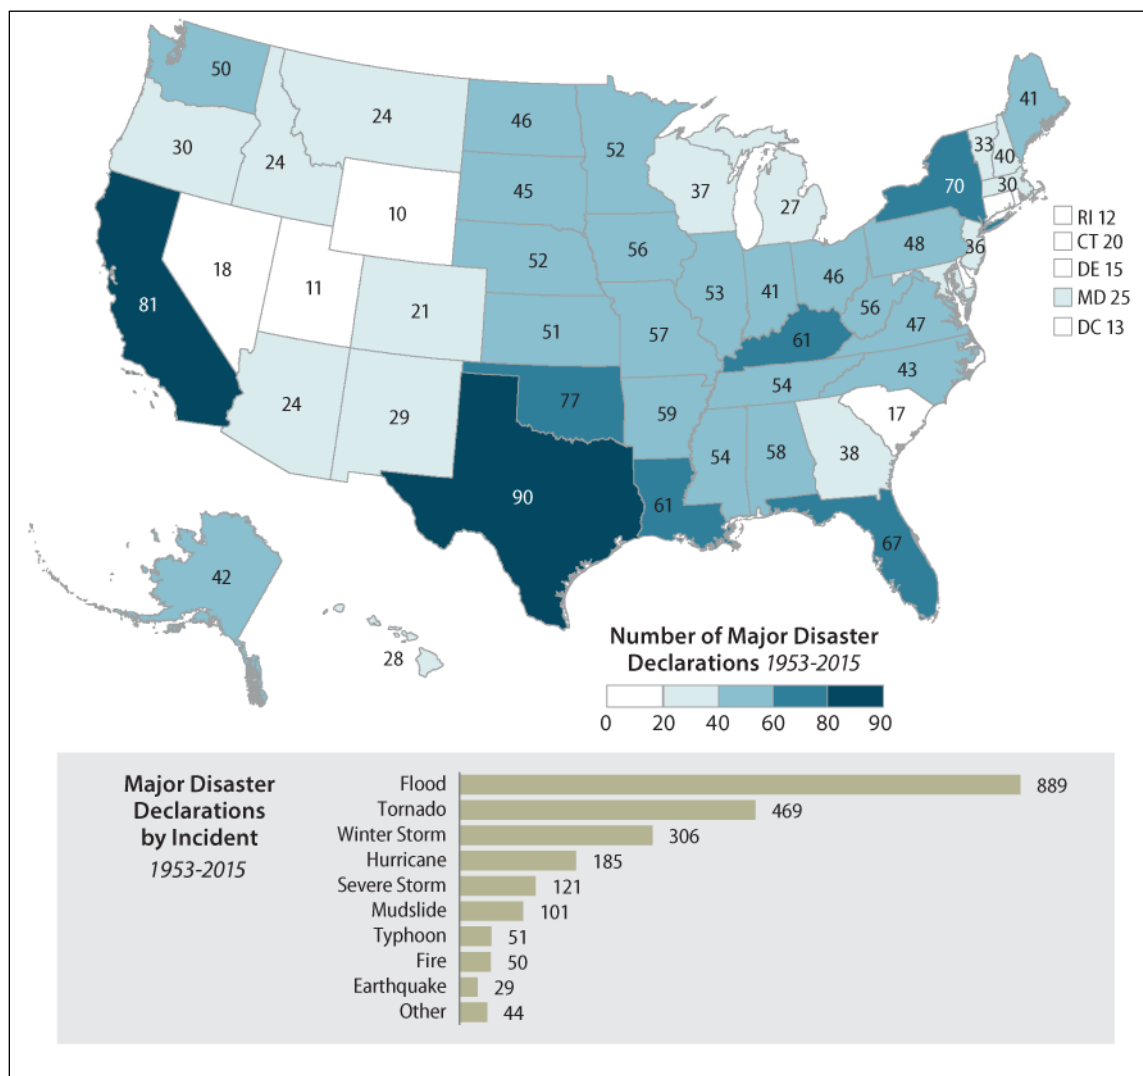 50
24
46
52
41
30
24
33
40
37
70
30
45
27
10
RI 12
CT 20
DE 15
MD 25
DC 13
18
11
52
56
48
36
46
53
41
81
21
56
47
51
57
61
43
54
24
29
77
59
17
54
58
38
90
61
67
42
28
Number of Major Disaster
Declarations 1953-2015
0 20 40 60 80 90
Major Disaster
Declarations
by Incident
1953-2015
Flood 889
Tornado 469
Winter Storm 306
Hurricane 185
Severe Storm 121
Mudslide 101
Typhoon 51
Fire 50
Earthquake 29
Other 44